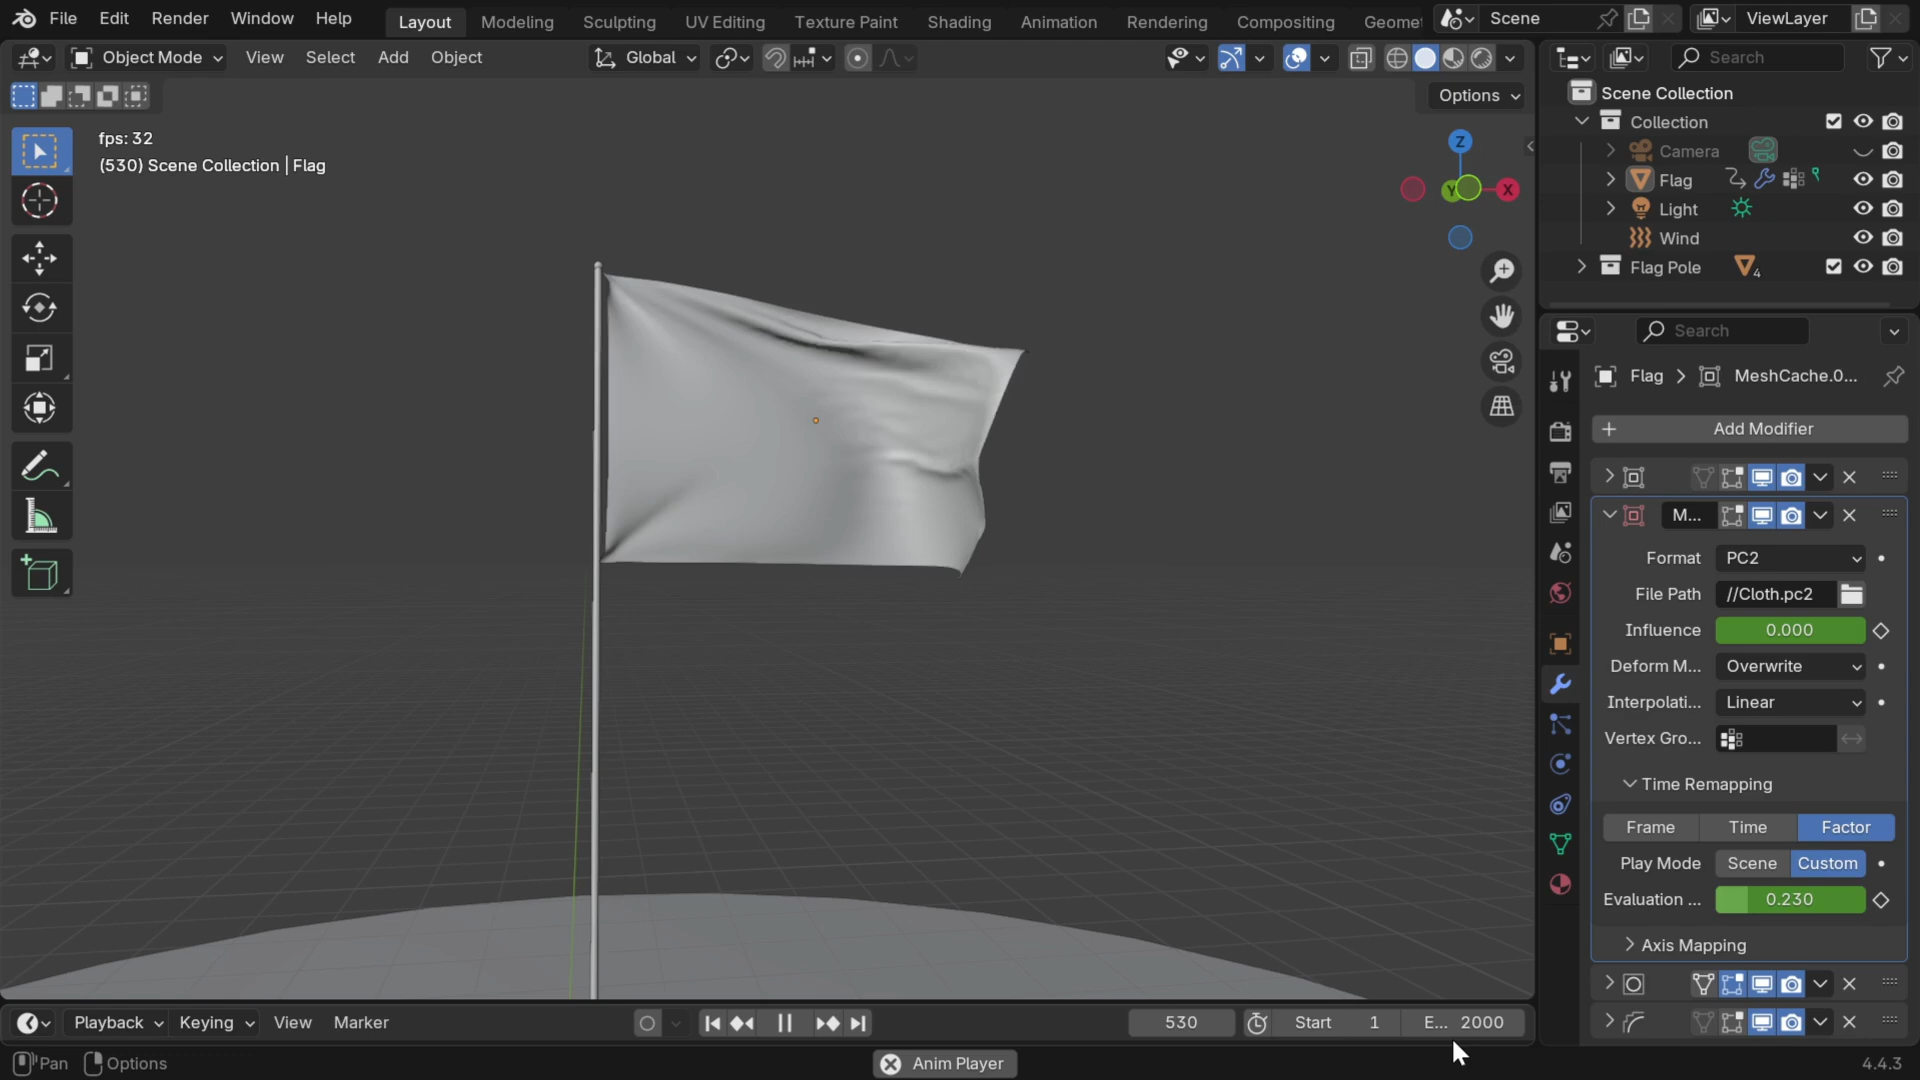 File Edit Render Window Help Layout Modeling Sculpting UV Editing Texture Paint Shading Animation Rendering Compositing Geomet Scene ViewLayer
Object Mode View Select Add Object Global Search
Options
fps: 32
(530) Scene Collection | Flag
Z
Y X
Scene Collection
Collection
Camera
Flag
Light
Wind
Flag Pole 4
Search
Flag MeshCache.0...
Add Modifier
M...
Format PC2
File Path //Cloth.pc2
Influence 0.000
Deform M... Overwrite
Interpolati... Linear
Vertex Gro...
Time Remapping
Frame Time Factor
Play Mode Scene Custom
Evaluation ... 0.230
Axis Mapping
Playback Keying View Marker 530 Start 1 E... 2000
Pan Options Anim Player 4.4.3